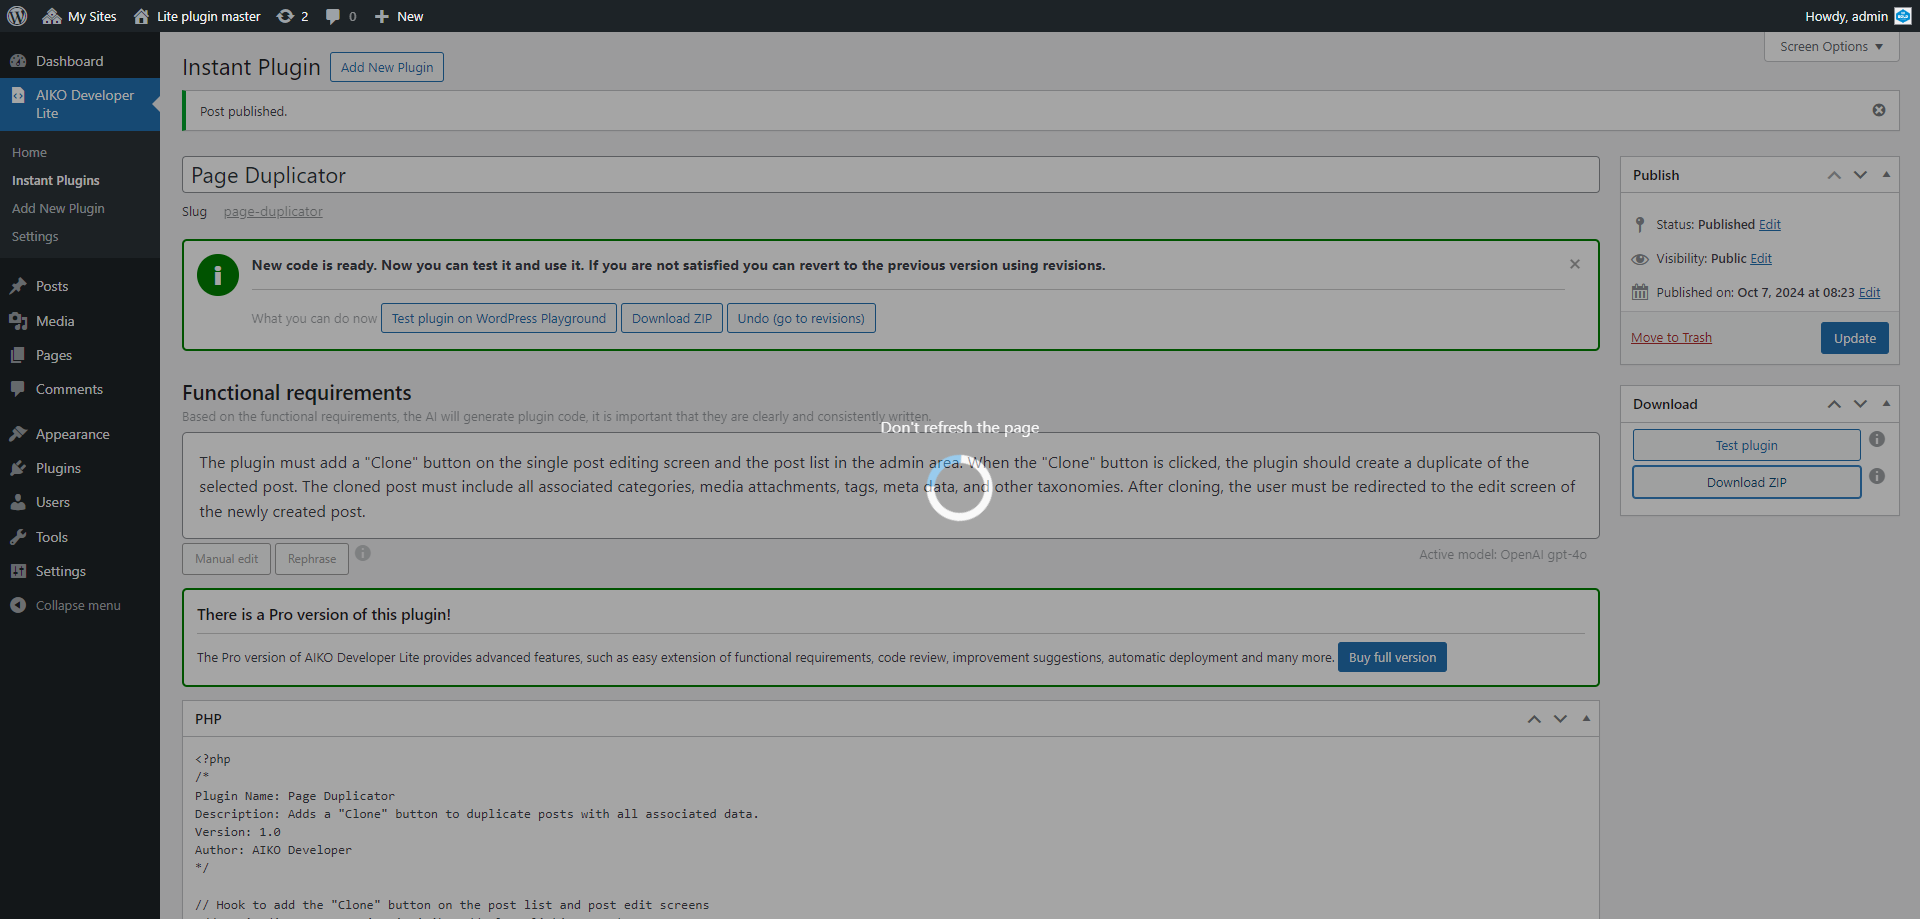 My Sites
Lite plugin master
2
0
New
Howdy, admin
Dashboard
AIKO Developer
Lite
Home
Instant Plugins
Add New Plugin
Settings
Posts
Media
Pages
Comments
Appearance
Plugins
Users
Tools
Settings
Collapse menu
Screen Options
Instant Plugin
Add New Plugin
Post published.
Page Duplicator
Slug page-duplicator
New code is ready. Now you can test it and use it. If you are not satisfied you can revert to the previous version using revisions.
What you can do now Test plugin on WordPress Playground Download ZIP Undo (go to revisions)
Functional requirements
Based on the functional requirements, the AI will generate plugin code, it is important that they are clearly and consistently written.
Don't refresh the page
The plugin must add a "Clone" button on the single post editing screen and the post list in the admin area. When the "Clone" button is clicked, the plugin should create a duplicate of the
selected post. The cloned post must include all associated categories, media attachments, tags, meta data, and other taxonomies. After cloning, the user must be redirected to the edit screen of
the newly created post.
Manual edit
Rephrase
Active model: OpenAI gpt-4o
There is a Pro version of this plugin!
The Pro version of AIKO Developer Lite provides advanced features, such as easy extension of functional requirements, code review, improvement suggestions, automatic deployment and many more. Buy full version
PHP
<?php
/*
Plugin Name: Page Duplicator
Description: Adds a "Clone" button to duplicate posts with all associated data.
Version: 1.0
Author: AIKO Developer
*/
// Hook to add the "Clone" button on the post list and post edit screens
Publish
Status: Published Edit
Visibility: Public Edit
Published on: Oct 7, 2024 at 08:23 Edit
Move to Trash
Update
Download
Test plugin
Download ZIP